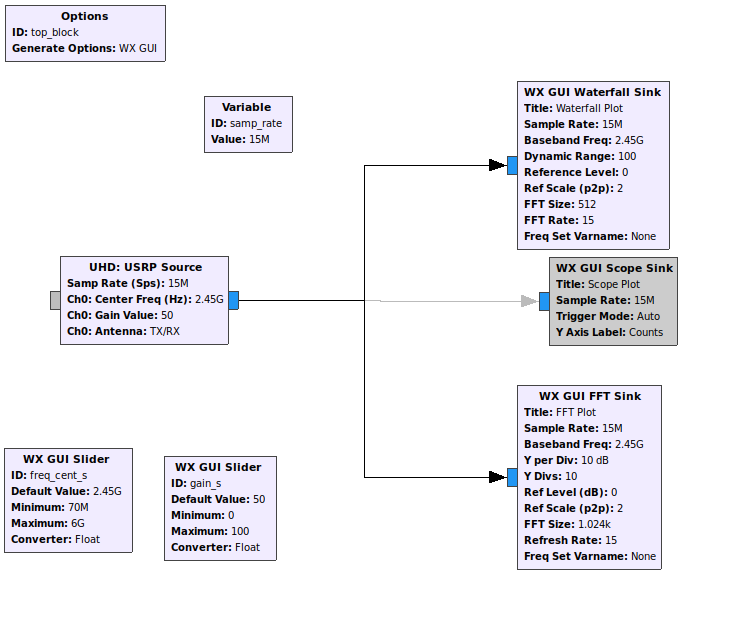 Options
ID: top_block
Generate Options: WX GUI
Variable
ID: samp_rate
Value: 15M
WX GUI Waterfall Sink
Title: Waterfall Plot
Sample Rate: 15M
Baseband Freq: 2.45G
Dynamic Range: 100
Reference Level: 0
Ref Scale (p2p): 2
FFT Size: 512
FFT Rate: 15
Freq Set Varname: None
UHD: USRP Source
Samp Rate (Sps): 15M
Ch0: Center Freq (Hz): 2.45G
Ch0: Gain Value: 50
Ch0: Antenna: TX/RX
WX GUI Scope Sink
Title: Scope Plot
Sample Rate: 15M
Trigger Mode: Auto
Y Axis Label: Counts
WX GUI FFT Sink
Title: FFT Plot
Sample Rate: 15M
Baseband Freq: 2.45G
Y per Div: 10 dB
Y Divs: 10
Ref Level (dB): 0
Ref Scale (p2p): 2
FFT Size: 1.024k
Refresh Rate: 15
Freq Set Varname: None
WX GUI Slider
ID: freq_cent_s
Default Value: 2.45G
Minimum: 70M
Maximum: 6G
Converter: Float
WX GUI Slider
ID: gain_s
Default Value: 50
Minimum: 0
Maximum: 100
Converter: Float